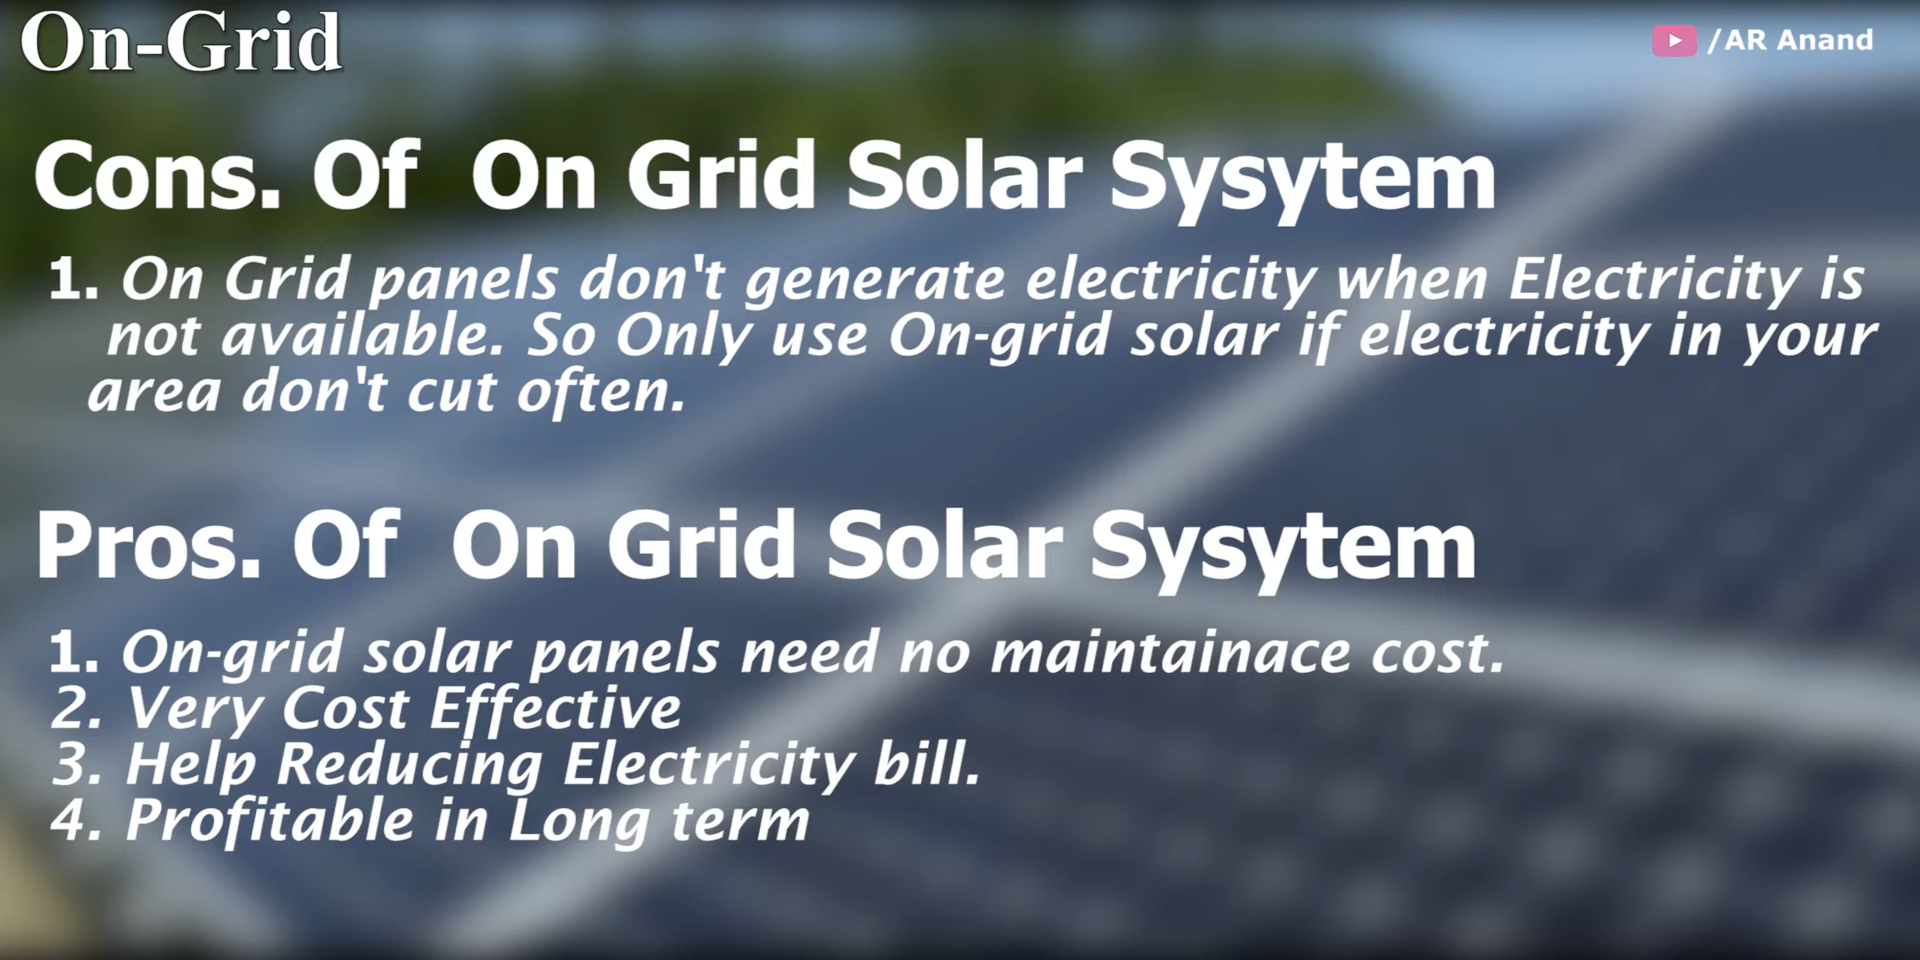 On-Grid
/AR Anand
Cons. Of On Grid Solar Sysytem
1. On Grid panels don't generate electricity when Electricity is
not available. So Only use On-grid solar if electricity in your
area don't cut often.
Pros. Of On Grid Solar Sysytem
1. On-grid solar panels need no maintainace cost.
2. Very Cost Effective
3. Help Reducing Electricity bill.
4. Profitable in Long term